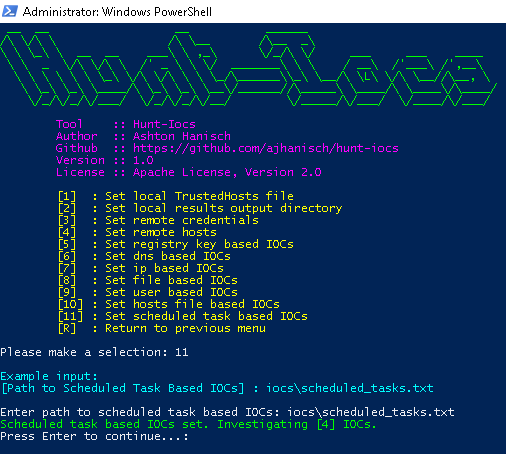 Administrator: Windows PowerShell
Hunt-Iocs
Tool :: Hunt-Iocs
Author :: Ashton Hanisch
Github :: https://github.com/ajhanisch/hunt-iocs
Version :: 1.0
License :: Apache License, Version 2.0
[1] : Set local TrustedHosts file
[2] : Set local results output directory
[3] : Set remote credentials
[4] : Set remote hosts
[5] : Set registry key based IOCs
[6] : Set dns based IOCs
[7] : Set ip based IOCs
[8] : Set file based IOCs
[9] : Set user based IOCs
[10] : Set hosts file based IOCs
[11] : Set scheduled task based IOCs
[R] : Return to previous menu
Please make a selection: 11
Example input:
[Path to Scheduled Task Based IOCs] : iocs\scheduled_tasks.txt
Enter path to scheduled task based IOCs: iocs\scheduled_tasks.txt
Scheduled task based IOCs set. Investigating [4] IOCs.
Press Enter to continue...: